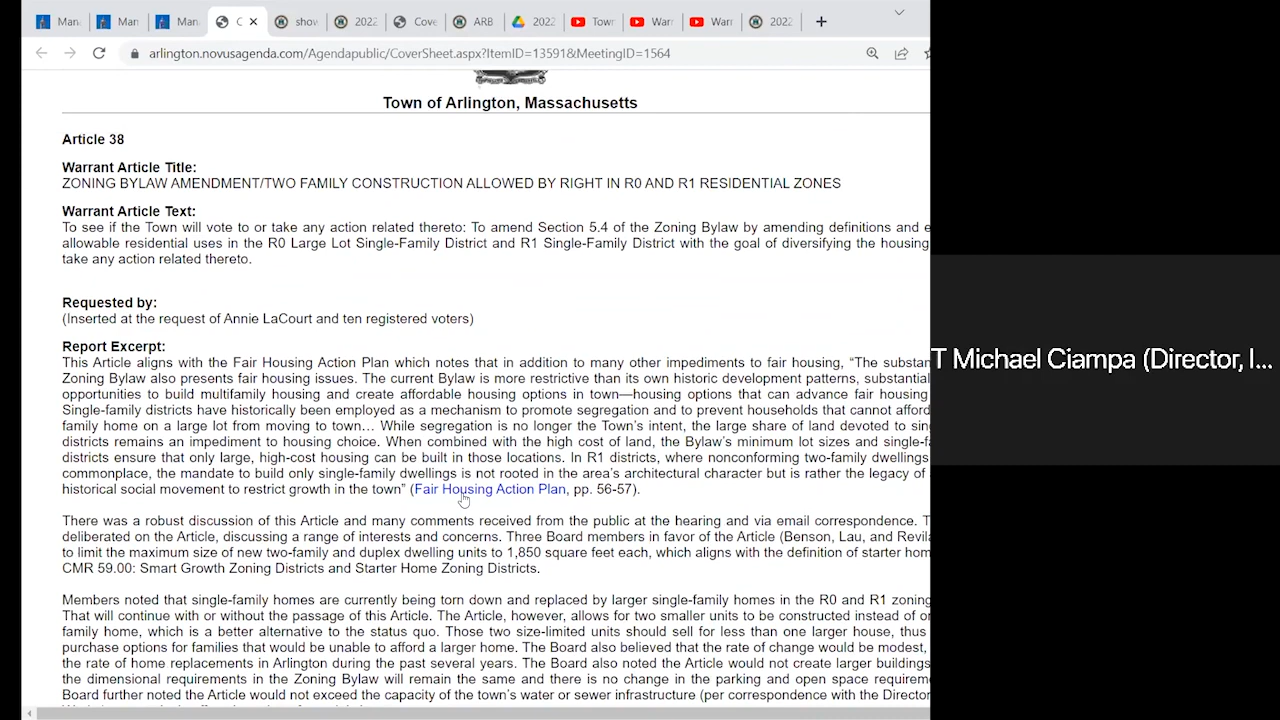 Man
Man
Man
C
show
2022
Cove
ARB
2022
Town
Warr
Warr
2022
arlington.novusagenda.com/Agendapublic/CoverSheet.aspx?ItemID=13591&MeetingID=1564
Town of Arlington, Massachusetts
Article 38
Warrant Article Title:
ZONING BYLAW AMENDMENT/TWO FAMILY CONSTRUCTION ALLOWED BY RIGHT IN R0 AND R1 RESIDENTIAL ZONES
Warrant Article Text:
To see if the Town will vote to or take any action related thereto: To amend Section 5.4 of the Zoning Bylaw by amending definitions and e
allowable residential uses in the R0 Large Lot Single-Family District and R1 Single-Family District with the goal of diversifying the housing
take any action related thereto.
Requested by:
(Inserted at the request of Annie LaCourt and ten registered voters)
Report Excerpt:
This Article aligns with the Fair Housing Action Plan which notes that in addition to many other impediments to fair housing, “The substan
Zoning Bylaw also presents fair housing issues. The current Bylaw is more restrictive than its own historic development patterns, substantial
opportunities to build multifamily housing and create affordable housing options in town—housing options that can advance fair housing
Single-family districts have historically been employed as a mechanism to promote segregation and to prevent households that cannot afford
family home on a large lot from moving to town… While segregation is no longer the Town’s intent, the large share of land devoted to sin
districts remains an impediment to housing choice. When combined with the high cost of land, the Bylaw’s minimum lot sizes and single-f
districts ensure that only large, high-cost housing can be built in those locations. In R1 districts, where nonconforming two-family dwellings
commonplace, the mandate to build only single-family dwellings is not rooted in the area’s architectural character but is rather the legacy of
historical social movement to restrict growth in the town” (Fair Housing Action Plan, pp. 56-57).
There was a robust discussion of this Article and many comments received from the public at the hearing and via email correspondence. T
deliberated on the Article, discussing a range of interests and concerns. Three Board members in favor of the Article (Benson, Lau, and Revila
to limit the maximum size of new two-family and duplex dwelling units to 1,850 square feet each, which aligns with the definition of starter hom
CMR 59.00: Smart Growth Zoning Districts and Starter Home Zoning Districts.
Members noted that single-family homes are currently being torn down and replaced by larger single-family homes in the R0 and R1 zoning
That will continue with or without the passage of this Article. The Article, however, allows for two smaller units to be constructed instead of on
family home, which is a better alternative to the status quo. Those two size-limited units should sell for less than one larger house, thus
purchase options for families that would be unable to afford a larger home. The Board also believed that the rate of change would be modest,
the rate of home replacements in Arlington during the past several years. The Board also noted the Article would not create larger buildings
the dimensional requirements in the Zoning Bylaw will remain the same and there is no change in the parking and open space requireme
Board further noted the Article would not exceed the capacity of the town’s water or sewer infrastructure (per correspondence with the Director
T Michael Ciampa (Director, I...